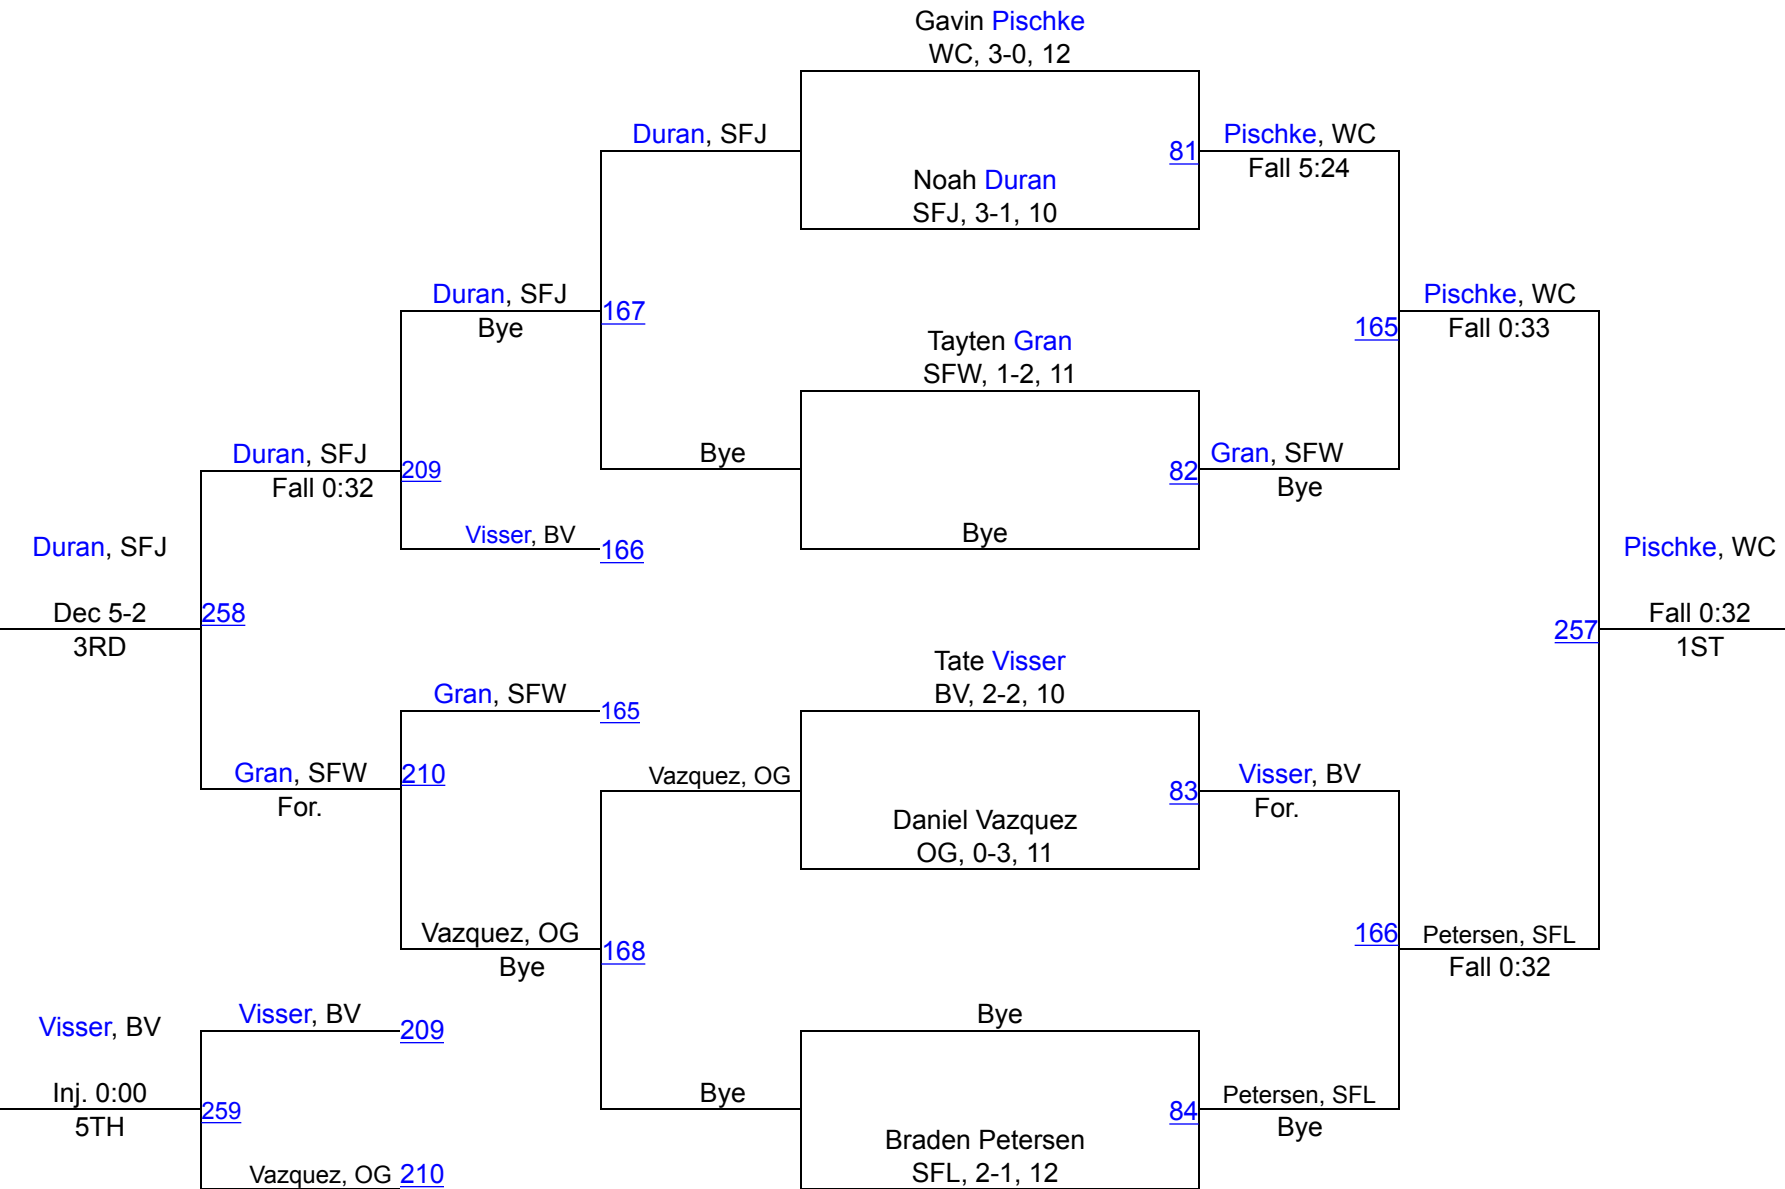 Gavin Pischke
WC, 3-0, 12
Duran, SFJ
81
Pischke, WC
Fall 5:24
Noah Duran
SFJ, 3-1, 10
Duran, SFJ
Bye
167
Pischke, WC
Fall 0:33
165
Tayten Gran
SFW, 1-2, 11
Duran, SFJ
Fall 0:32
209
Bye
82
Gran, SFW
Bye
Visser, BV
166
Bye
Duran, SFJ
Dec 5-2
3RD
258
Pischke, WC
Fall 0:32
1ST
257
Tate Visser
BV, 2-2, 10
Gran, SFW
165
Gran, SFW
For.
210
Vazquez, OG
83
Visser, BV
For.
Daniel Vazquez
OG, 0-3, 11
Vazquez, OG
Bye
168
166
Petersen, SFL
Fall 0:32
Visser, BV
Inj. 0:00
5TH
Visser, BV
209
259
Bye
Bye
84
Petersen, SFL
Bye
Braden Petersen
SFL, 2-1, 12
Vazquez, OG
210